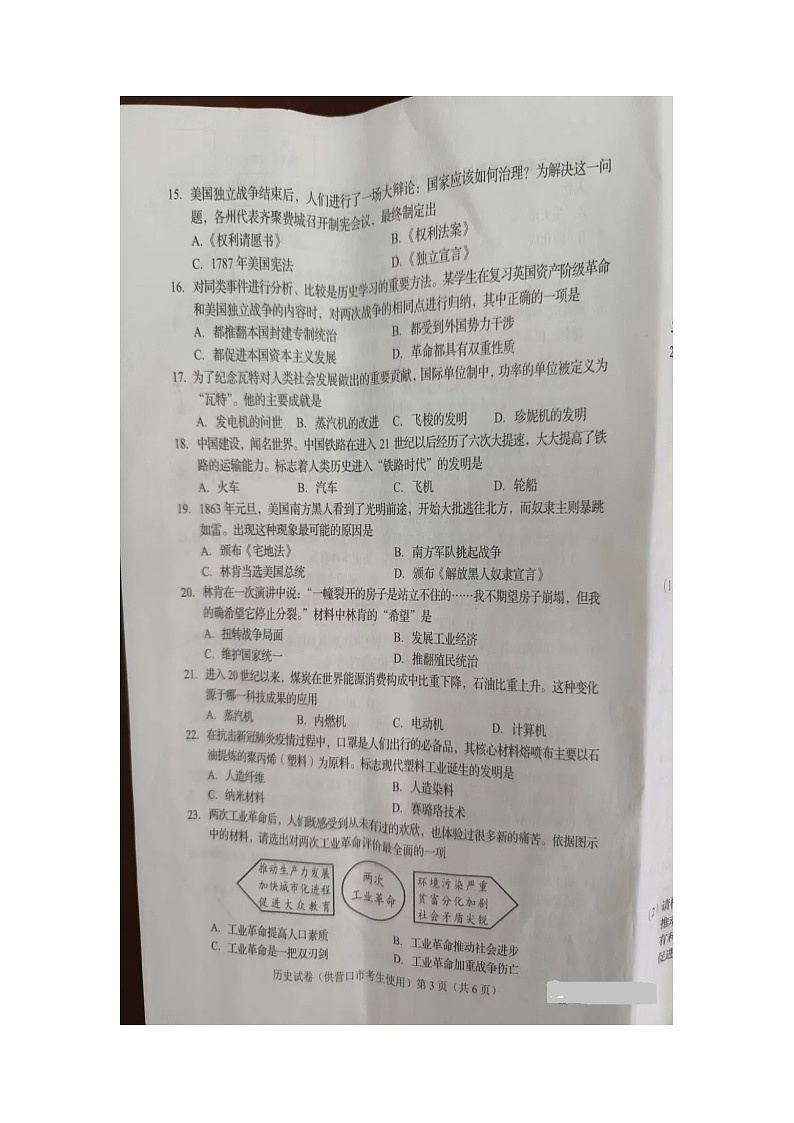 15. 美国独立战争结束后，人们进行了一场大辩论：国家应该如何治理？为解决这一问
题，各州代表齐聚费城召开制宪会议，最终制定出
A.《权利请愿书》 B.《权利法案》
C. 1787年美国宪法 D.《独立宣言》
16. 对同类事件进行分析、比较是历史学习的重要方法。某学生在复习英国资产阶级革命
和美国独立战争的内容时，对两次战争的相同点进行归纳，其中正确的一项是
A. 都推翻本国封建专制统治 B. 都受到外国势力干涉
C. 都促进本国资本主义发展 D. 革命都具有双重性质
17. 为了纪念瓦特对人类社会发展做出的重要贡献，国际单位制中，功率的单位被定义为
“瓦特”。他的主要成就是
A. 发电机的问世 B. 蒸汽机的改进 C. 飞梭的发明 D. 珍妮机的发明
18. 中国建设，闻名世界。中国铁路在进入21世纪以后经历了六次大提速，大大提高了铁
路的运输能力。标志着人类历史进入“铁路时代”的发明是
A. 火车 B. 汽车 C. 飞机 D. 轮船
19. 1863年元旦，美国南方黑人看到了光明前途，开始大批逃往北方，而奴隶主则暴跳
如雷。出现这种现象最可能的原因是
A. 颁布《宅地法》 B. 南方军队挑起战争
C. 林肯当选美国总统 D. 颁布《解放黑人奴隶宣言》
20. 林肯在一次演讲中说：“一幢裂开的房子是站立不住的……我不期望房子崩塌，但我
的确希望它停止分裂。”材料中林肯的“希望”是
A. 扭转战争局面 B. 发展工业经济
C. 维护国家统一 D. 推翻殖民统治
21. 进入20世纪以来，煤炭在世界能源消费构成中比重下降，石油比重上升。这种变化
源于哪一科技成果的应用
A. 蒸汽机 B. 内燃机 C. 电动机 D. 计算机
22. 在抗击新冠肺炎疫情过程中，口罩是人们出行的必备品，其核心材料熔喷布主要以石
油提炼的聚丙烯（塑料）为原料。标志现代塑料工业诞生的发明是
A. 人造纤维 B. 人造染料
C. 纳米材料 D. 赛璐珞技术
23. 两次工业革命后，人们既感受到从未有过的欢欣，也体验过很多新的痛苦。依据图示
中的材料，请选出对两次工业革命评价最全面的一项
推动生产力发展
加快城市化进程
促进大众教育
两次
工业革命
环境污染严重
贫富分化加剧
社会矛盾尖锐
A. 工业革命提高人口素质 B. 工业革命推动社会进步
C. 工业革命是一把双刃剑 D. 工业革命加重战争伤亡
历史试卷（供营口市考生使用）第3页（共6页）
(2) 请
推
有
促进